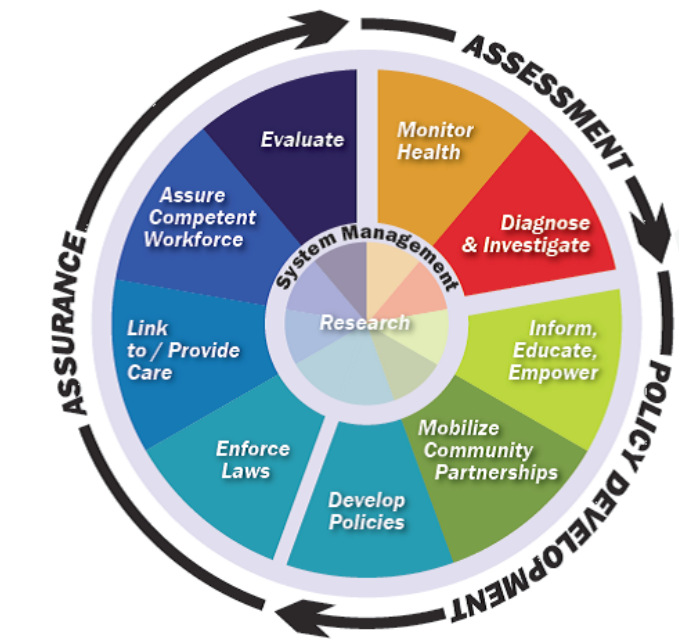 ASSESSMENT
Monitor
Health
Diagnose
& Investigate
Inform,
Educate,
Empower
POLICY DEVELOPMENT
Mobilize
Community
Partnerships
Develop
Policies
Enforce
Laws
ASSURANCE
Link
to / Provide
Care
Assure
Competent
Workforce
Evaluate
System Management
Research